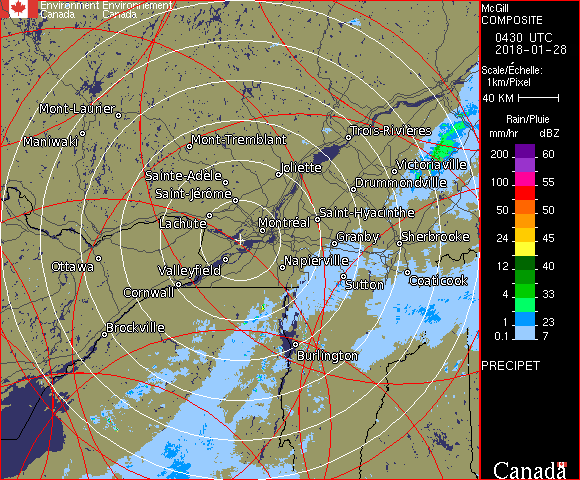 Environment Environnement
Canada Canada
McGill
COMPOSITE
0430 UTC
2018-01-28
Scale/Échelle:
1km/Pixel
40 KM
Rain/Pluie
mm/hr dBZ
200 60
100 55
50 50
24 45
12 40
4 33
1 23
0.1 7
PRECIPET
Canada
Mont-Laurier
Maniwaki
Mont-Tremblant
Trois-Rivières
Sainte-Adèle
Joliette
Victoriaville
Saint-Jérôme
Drummondville
Lachute
Montréal
Saint-Hyacinthe
Granby
Sherbrooke
Ottawa
Valleyfield
Napierville
Cornwall
Sutton
Coaticook
Brockville
Burlington